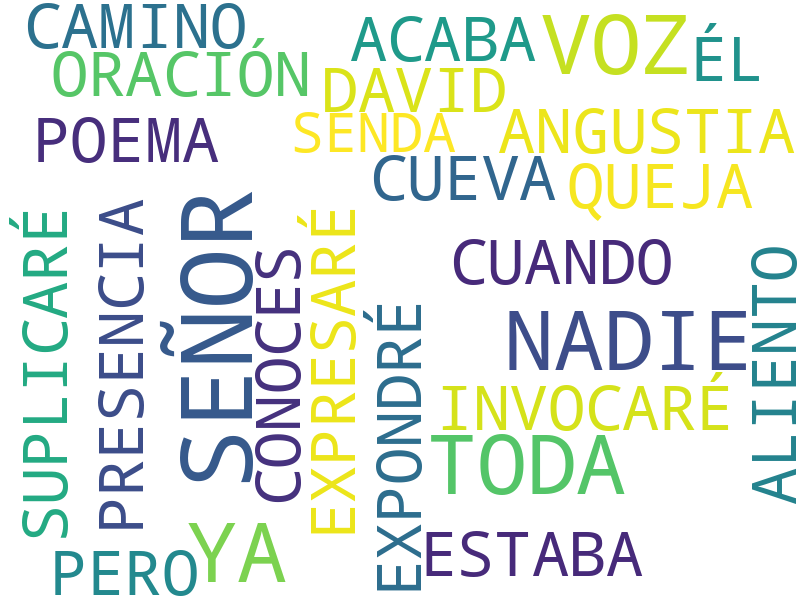 CAMINO
ACABA
VOZ
ÉL
ORACIÓN
DAVID
POEMA
SENDA
ANGUSTIA
CUEVA
QUEJA
SUPLICARÉ
PRESENCIA
SEÑOR
CONOCES
EXPRESARÉ
CUANDO
ALIENTO
EXPONDRÉ
NADIE
INVOCARÉ
TODA
YA
PERO
ESTABA